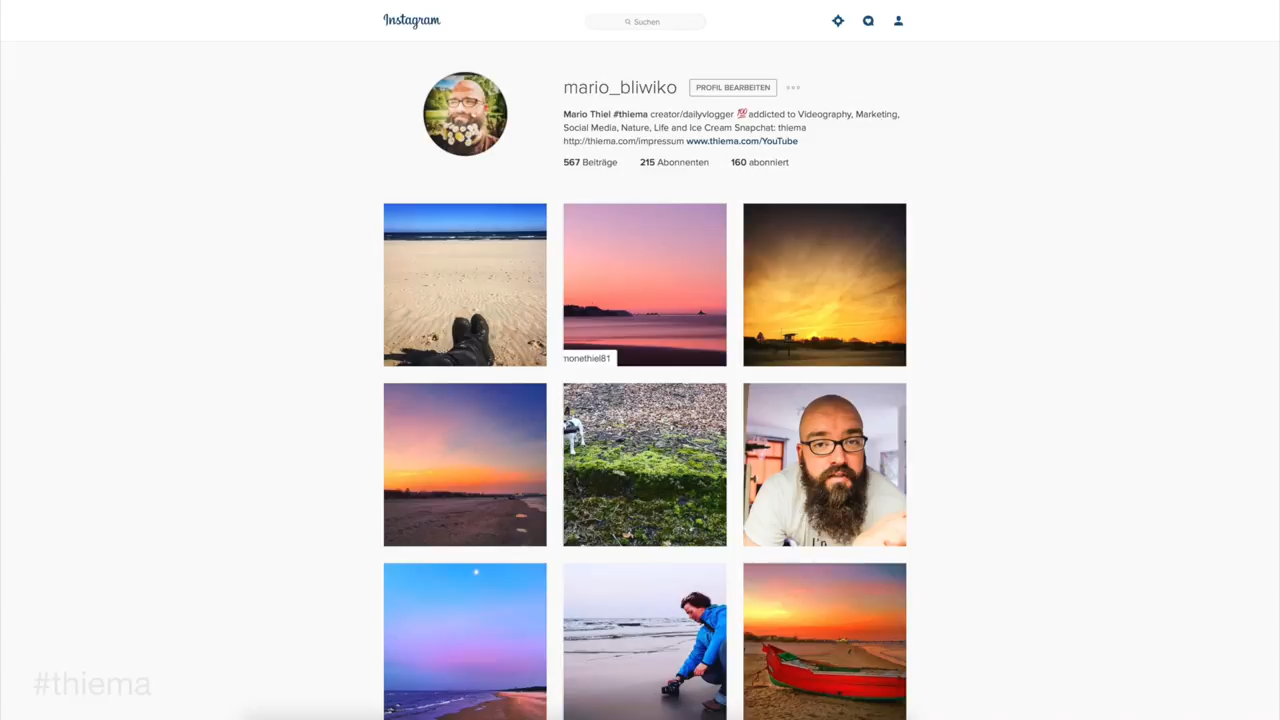 Instagram
Suchen
mario_bliwiko PROFIL BEARBEITEN
Mario Thiel #thiema creator/dailyvlogger 💯 addicted to Videography, Marketing,
Social Media, Nature, Life and Ice Cream Snapchat: thiema
http://thiema.com/impressum www.thiema.com/YouTube
567 Beiträge 215 Abonnenten 160 abonniert
monethiel81
I'm
#thiema